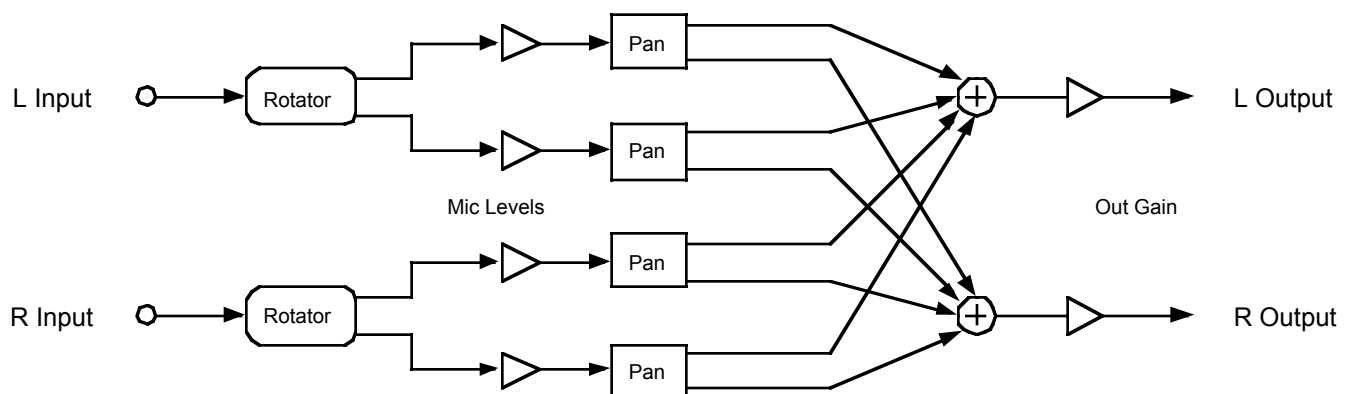 Pan
L Input
Rotator
L Output
Pan
Mic Levels
Out Gain
Pan
R Input
Rotator
R Output
Pan